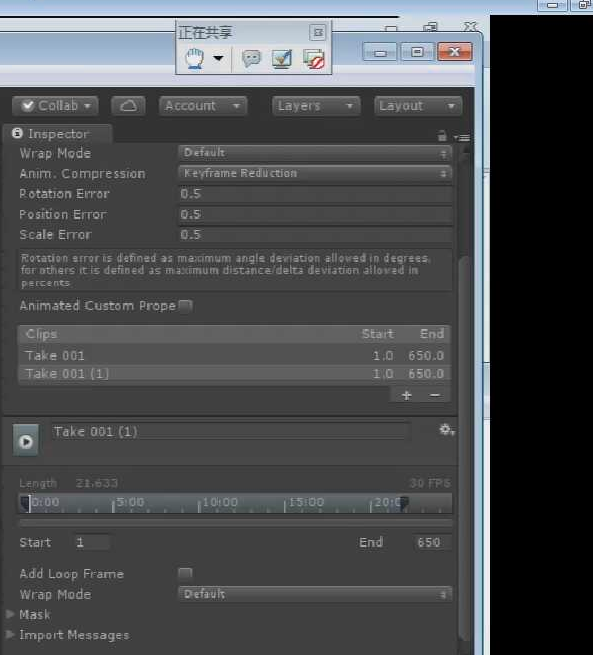 正在共享
Collab Account Layers Layout
Inspector
Wrap Mode Default
Anim. Compression Keyframe Reduction
Rotation Error 0.5
Position Error 0.5
Scale Error 0.5
Rotation error is defined as maximum angle deviation allowed in degrees,
for others it is defined as maximum distance/delta deviation allowed in
percents
Animated Custom Prope
Clips Start End
Take 001 1.0 650.0
Take 001 (1) 1.0 650.0
Take 001 (1)
Length 21.633 30 FPS
0:00 5:00 10:00 15:00 20:0
Start 1 End 650
Add Loop Frame
Wrap Mode Default
Mask
Import Messages